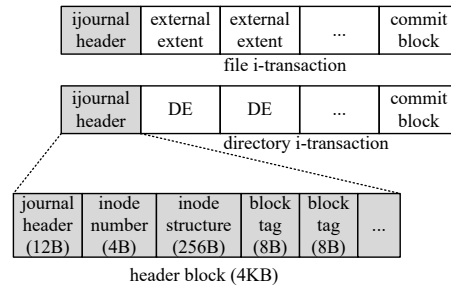 ijournal external external ... commit
header extent extent block
file i-transaction
ijournal DE DE ... commit
header block
directory i-transaction
journal inode inode block block ...
header number structure tag tag
(12B) (4B) (256B) (8B) (8B)
header block (4KB)